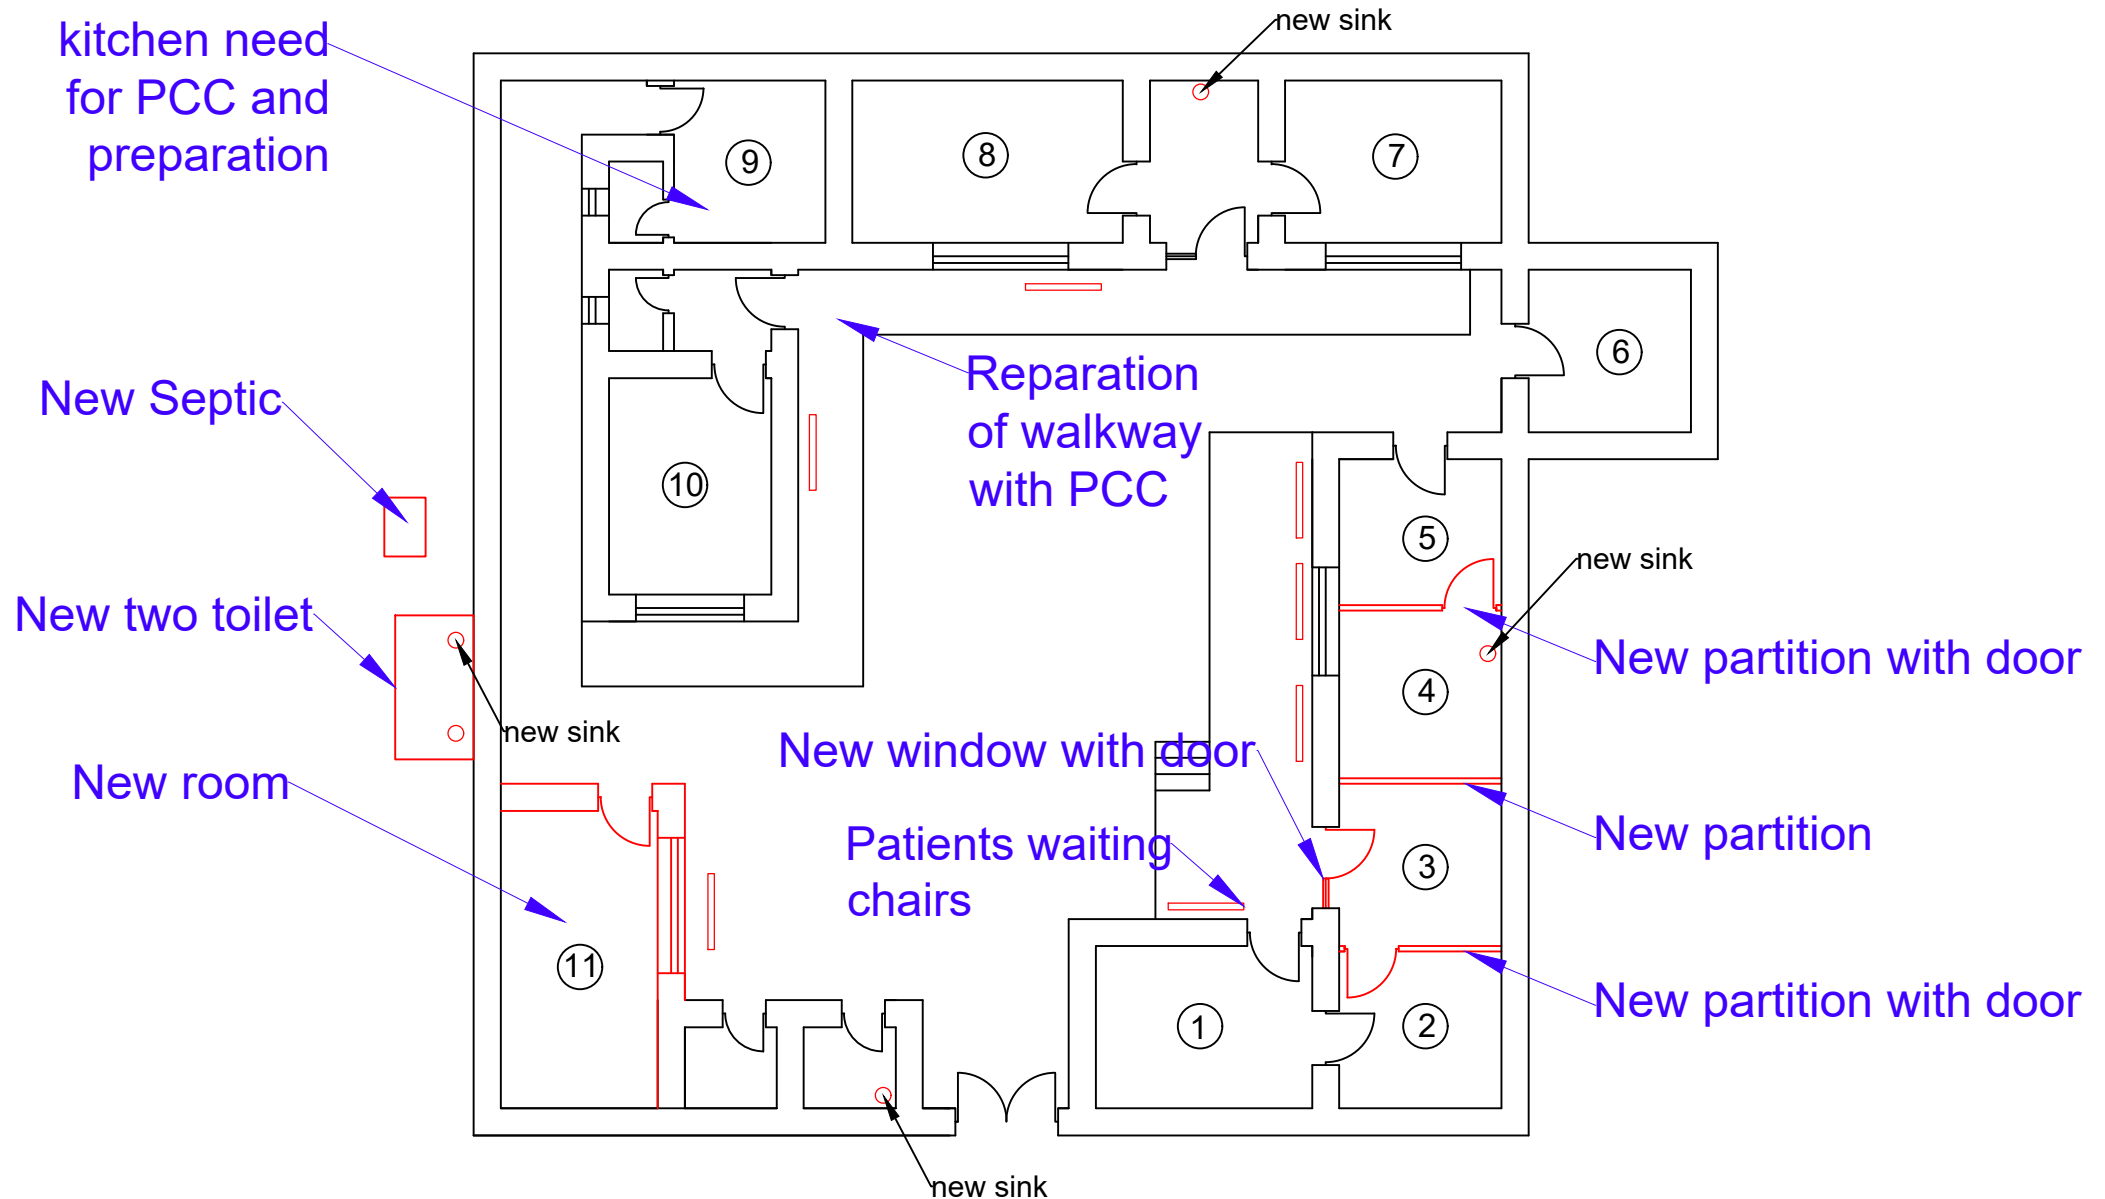 new sink
kitchen need
for PCC and
preparation
9
8
7
6
Reparation
of walkway
with PCC
New Septic
10
5
new sink
New two toilet
New partition with door
4
new sink
New window with door
New room
Patients waiting
chairs
New partition
3
11
New partition with door
1
2
new sink